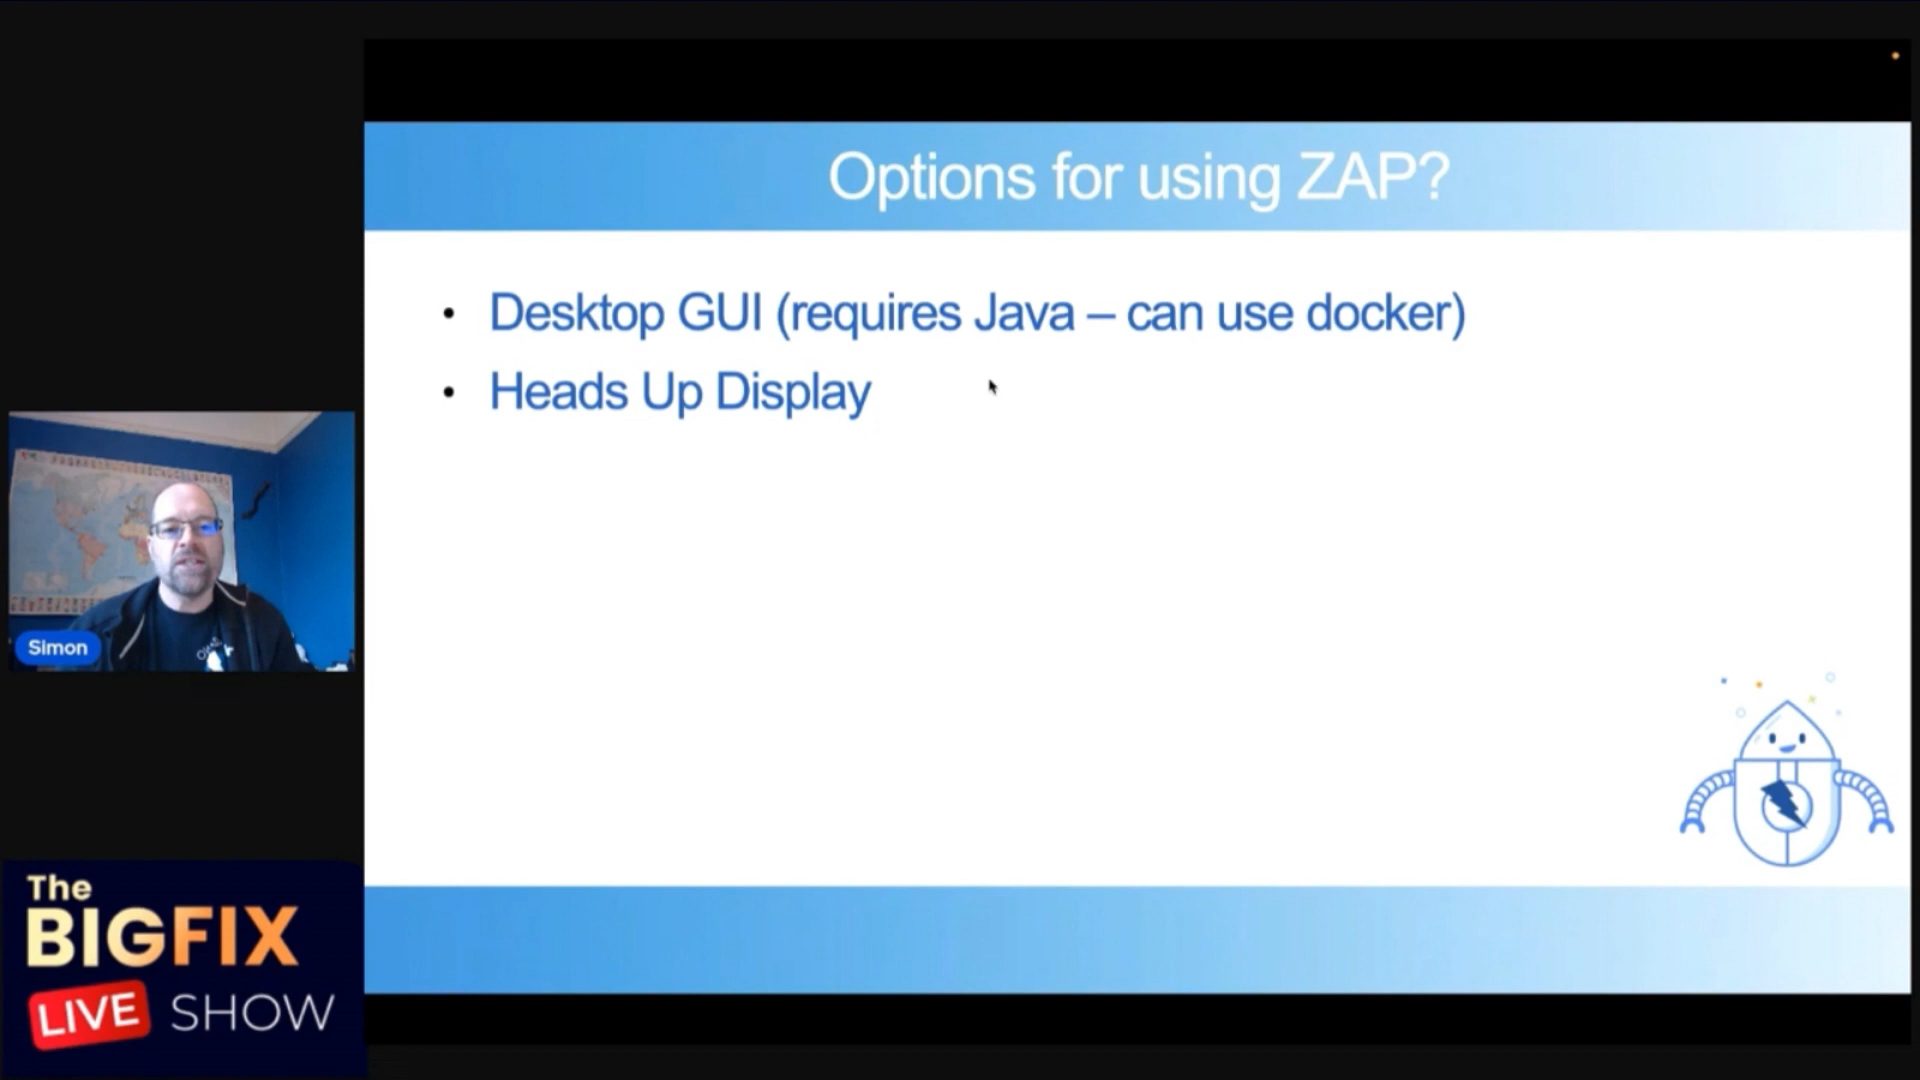 Options for using ZAP?
• Desktop GUI (requires Java – can use docker)
• Heads Up Display
Simon
The
BIGFIX
LIVE SHOW